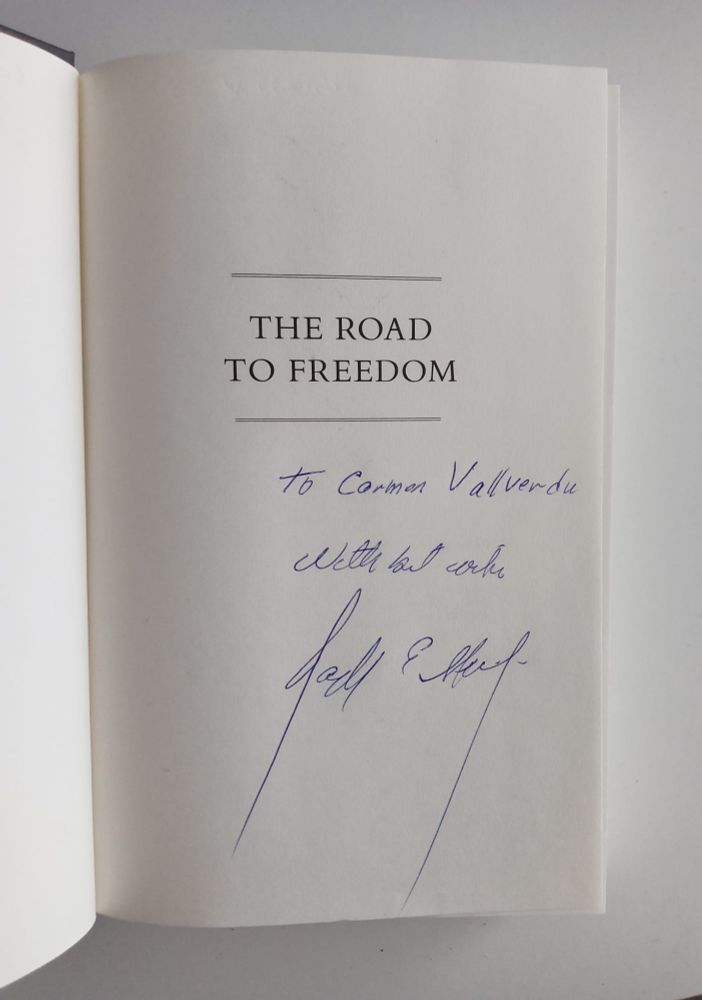 THE ROAD
TO FREEDOM
To Carmen Vallverdu
With best wishes